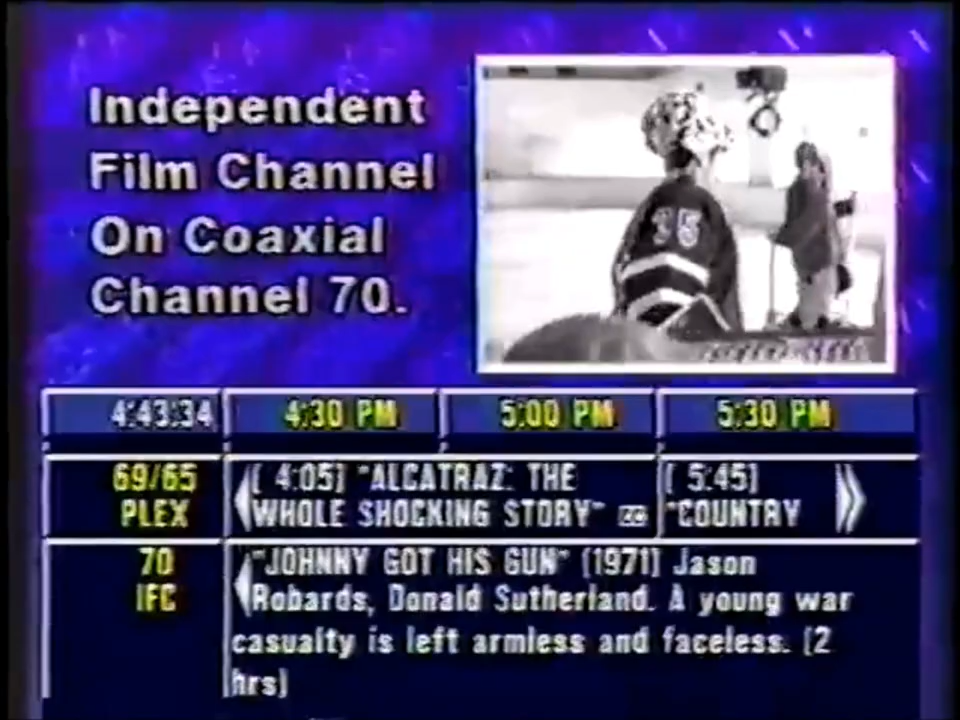 Independent
Film Channel
On Coaxial
Channel 70.
35
4:43:34 4:30 PM 5:00 PM 5:30 PM
69/65 [ 4:05] "ALCATRAZ: THE [ 5:45]
PLEX WHOLE SHOCKING STORY" CC "COUNTRY
70 "JOHNNY GOT HIS GUN" [1971] Jason
IFC Robards, Donald Sutherland. A young war
casualty is left armless and faceless. [2
hrs]